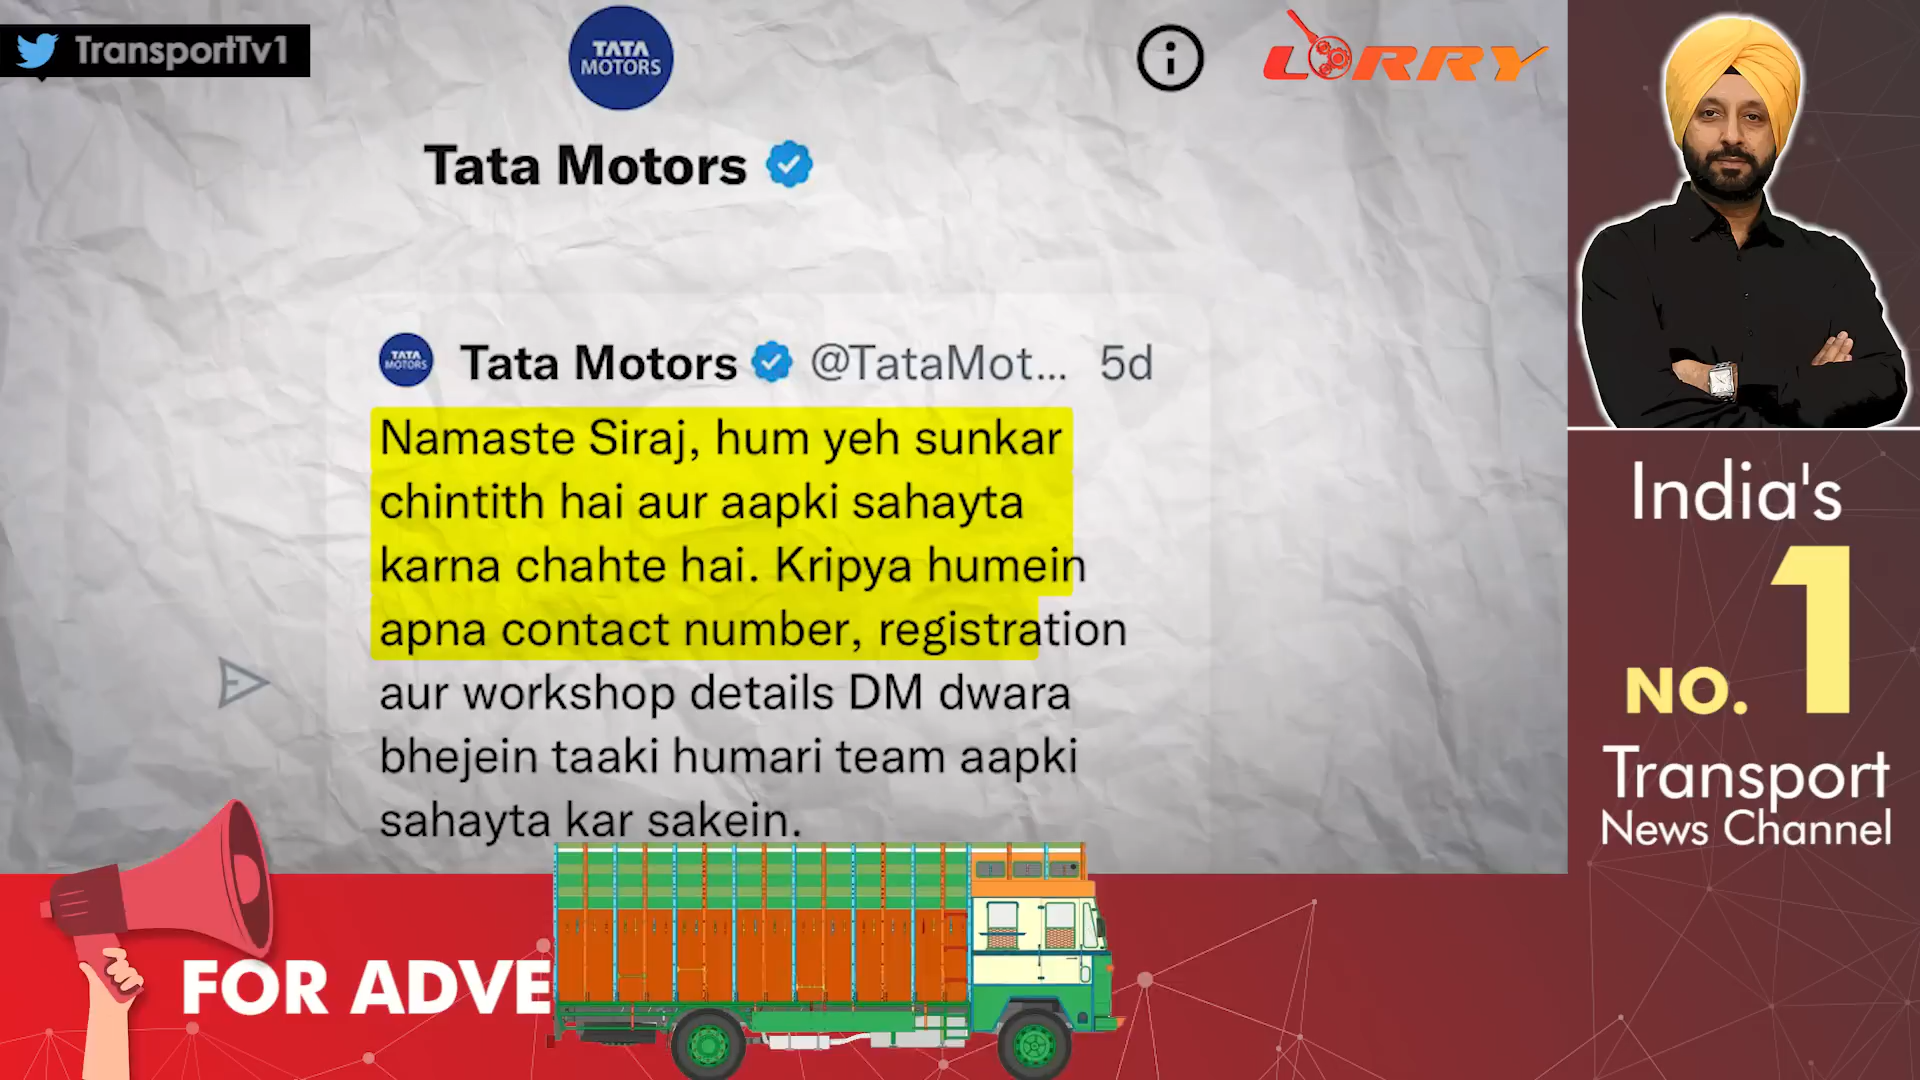 TransportTv1
TATA
MOTORS
LORRY
Tata Motors
TATA
MOTORS
Tata Motors @TataMot... 5d
Namaste Siraj, hum yeh sunkar
chintith hai aur aapki sahayta
karna chahte hai. Kripya humein
apna contact number, registration
aur workshop details DM dwara
bhejein taaki humari team aapki
sahayta kar sakein.
FOR ADVE
India's
NO. 1
Transport
News Channel